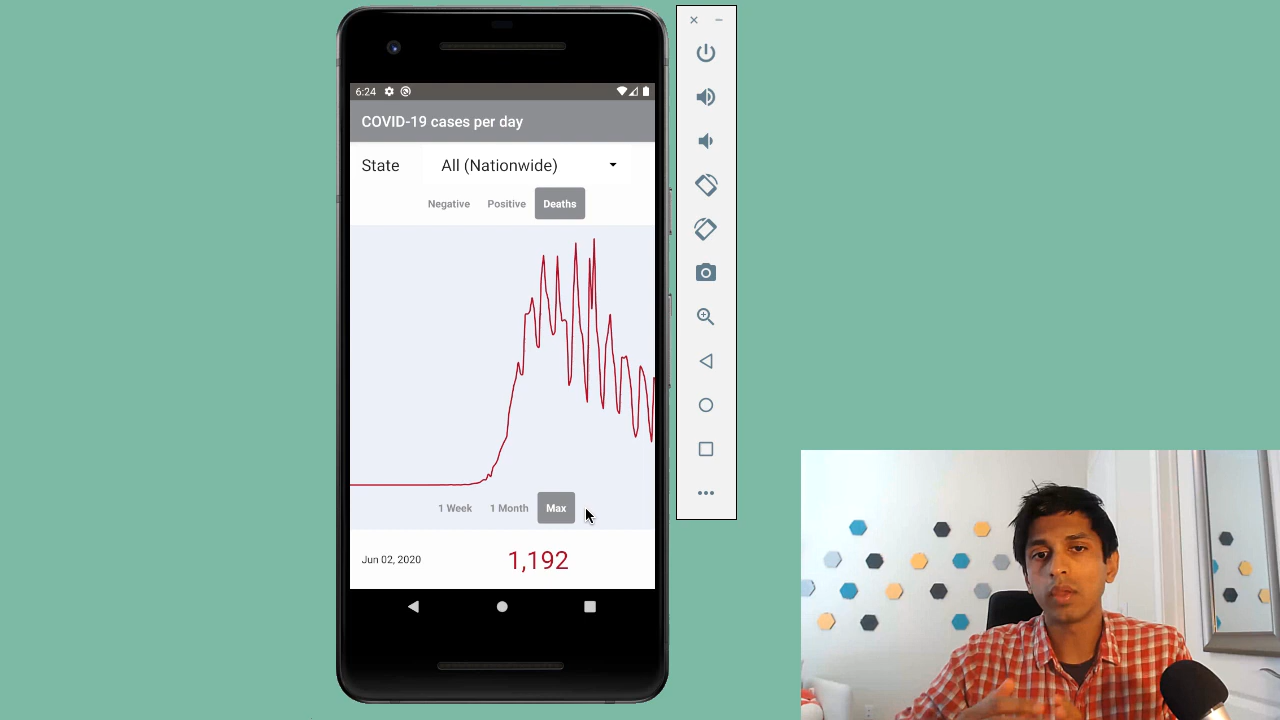 6:24
COVID-19 cases per day
State All (Nationwide)
Negative Positive Deaths
1 Week 1 Month Max
Jun 02, 2020 1,192